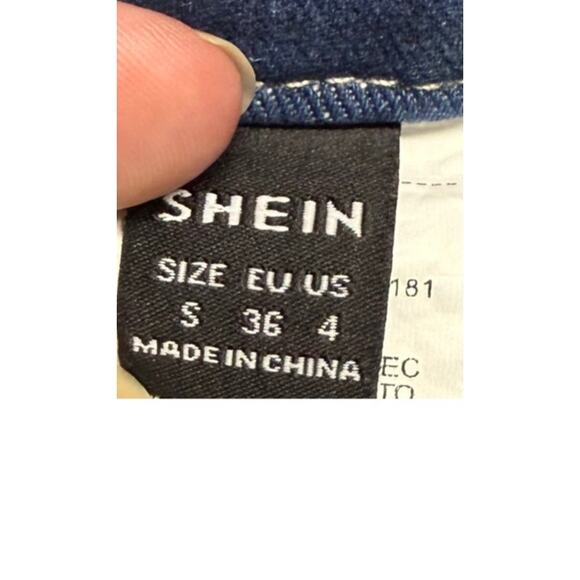 SHEIN
SIZE EU US
S 36 4
MADE IN CHINA
181
EC
TO